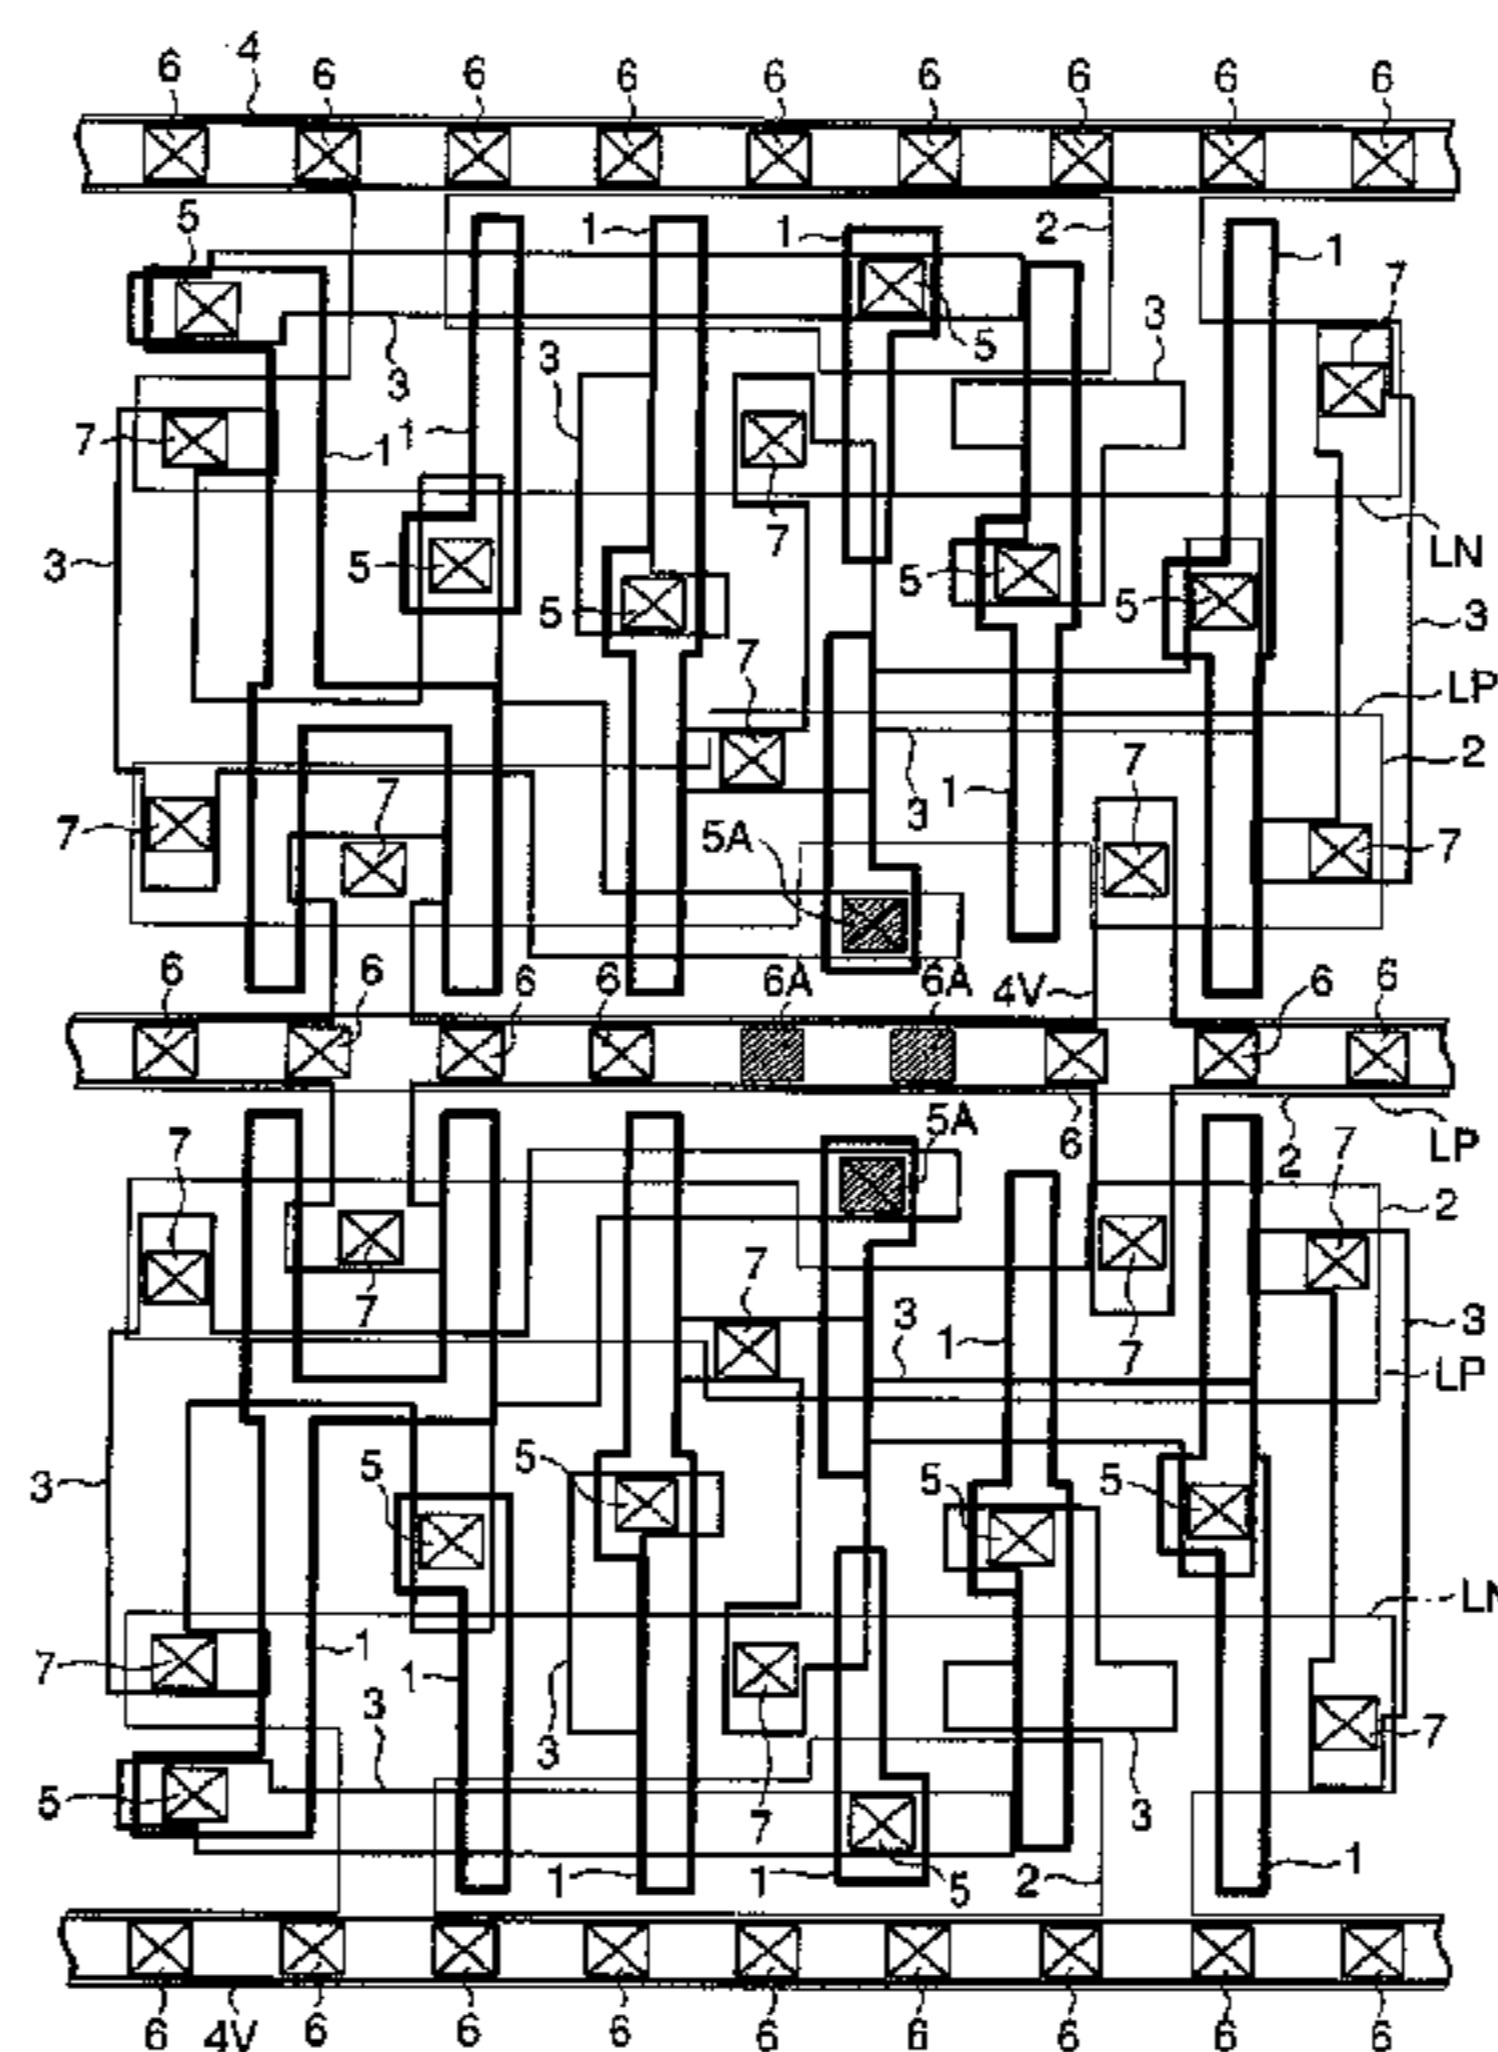 6 4 6 6 6 6 6 6 6 6
5 1 1 2 1 7
3 5 3
3
7 1 1
7
3 5 5 5 5 LN
3
7 LP
2
7 7 3 1 7 7
5A
6 6 6 6 6A 6A 4V 6 6
6
5A LP
7 2 7
2
7 7 7
3 1 7 3
LP
3 5 5 5 5
LN
7 1 1
3 3 7
5 7 3
1 1 5 2 1
6 4V 6 6 6 6 6 6 6 6